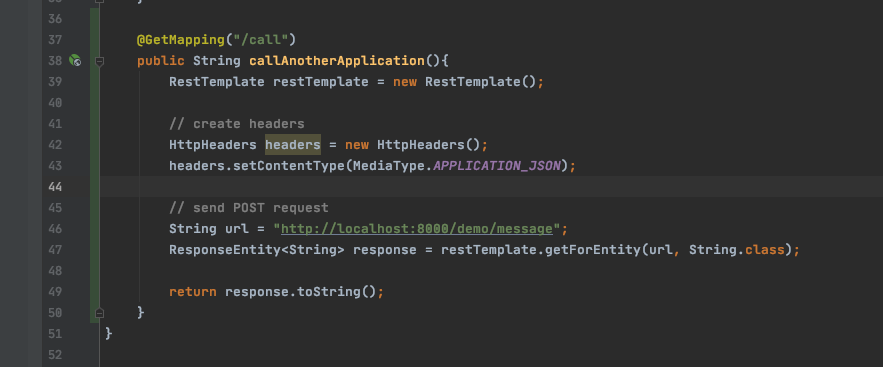 36
37 @GetMapping("/call")
38 public String callAnotherApplication(){
39 RestTemplate restTemplate = new RestTemplate();
40
41 // create headers
42 HttpHeaders headers = new HttpHeaders();
43 headers.setContentType(MediaType.APPLICATION_JSON);
44
45 // send POST request
46 String url = "http://localhost:8000/demo/message";
47 ResponseEntity<String> response = restTemplate.getForEntity(url, String.class);
48
49 return response.toString();
50 }
51 }
52